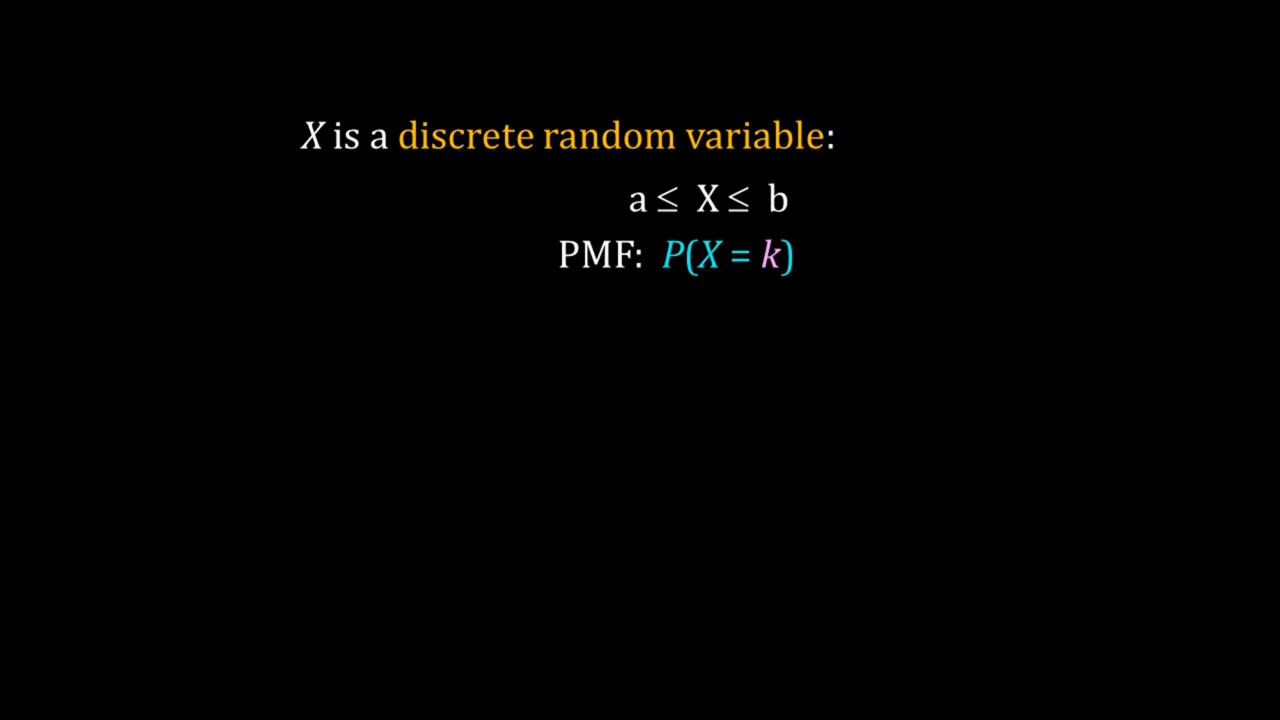 X is a discrete random variable:
a ≤ X ≤ b
PMF: P(X = k)